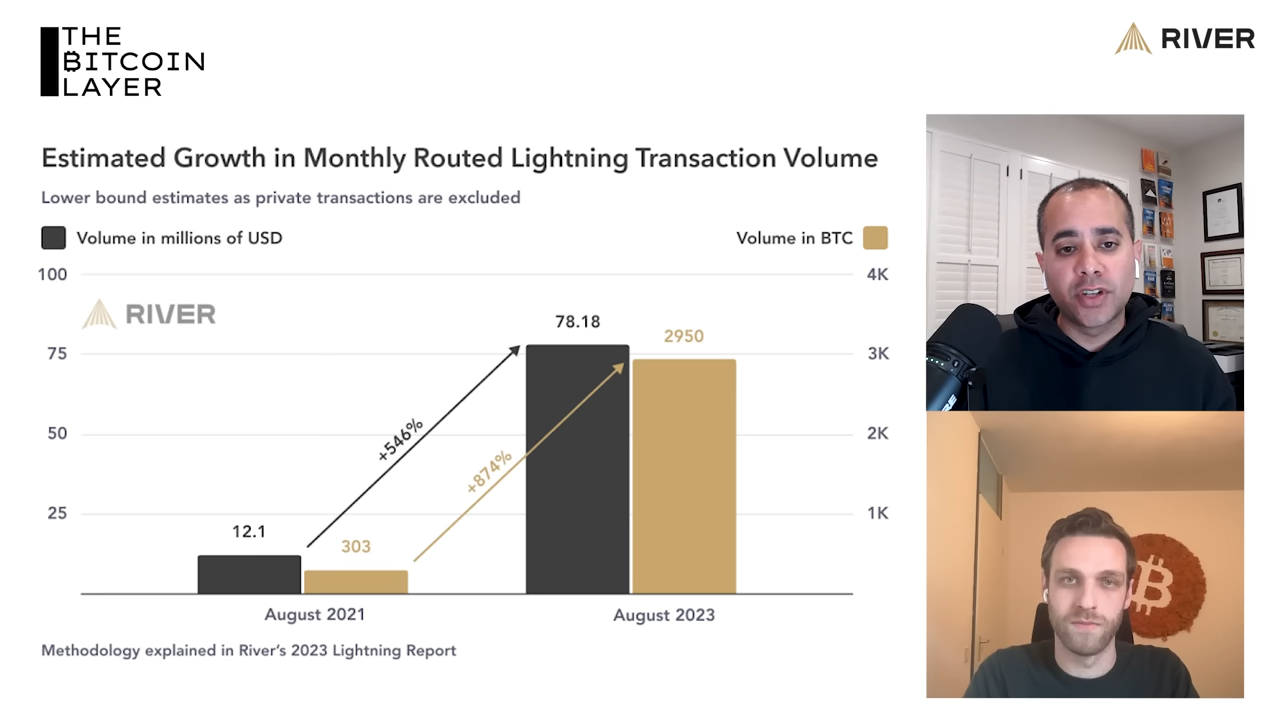 THE
BITCOIN
LAYER
RIVER
Estimated Growth in Monthly Routed Lightning Transaction Volume
Lower bound estimates as private transactions are excluded
Volume in millions of USD
Volume in BTC
100
4K
RIVER
78.18
2950
75
3K
+546%
+874%
50
2K
25
1K
12.1
303
August 2021
August 2023
Methodology explained in River's 2023 Lightning Report